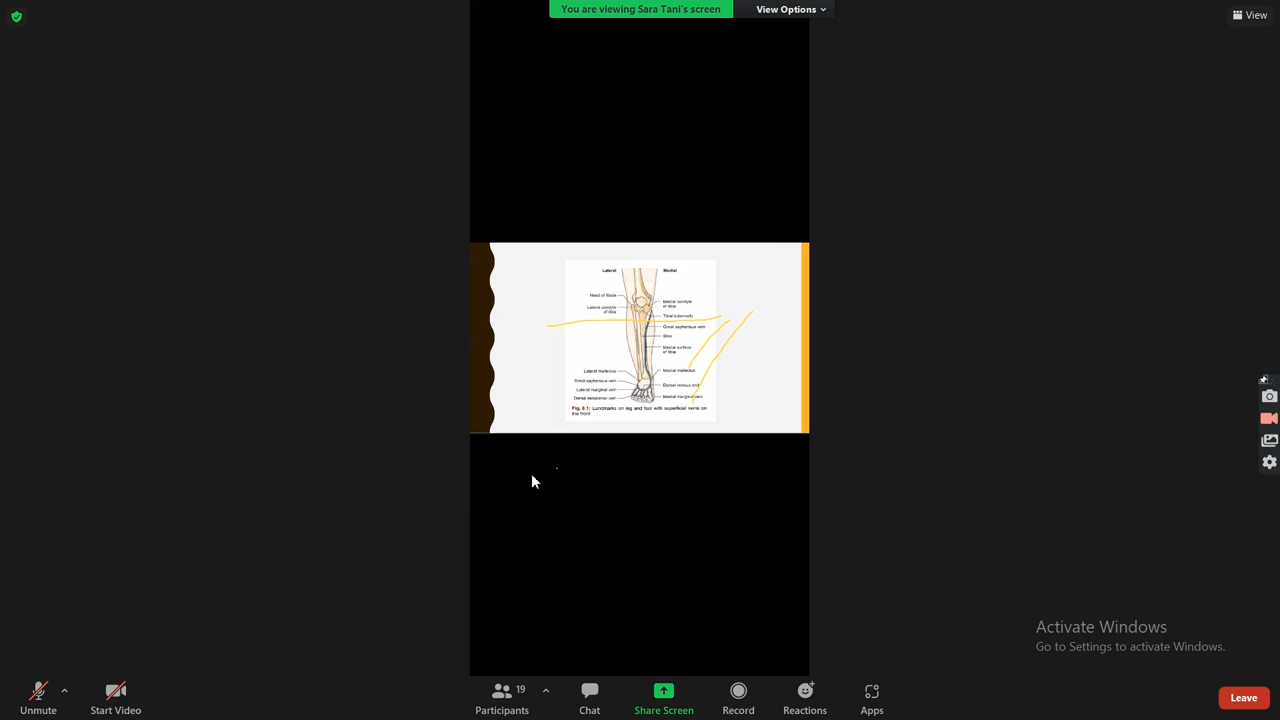 You are viewing Sara Tani's screen
View Options
View
Lateral
Medial
Head of fibula
Lateral condyle
of tibia
Medial condyle
of tibia
Tibial tuberosity
Great saphenous vein
Shin
Medial surface
of tibia
Lateral malleolus
Small saphenous vein
Lateral marginal vein
Dorsal metatarsal vein
Medial malleolus
Dorsal venous arch
Medial marginal vein
Fig. 8.1: Landmarks on leg and foot with superficial veins on
the front
Activate Windows
Go to Settings to activate Windows.
Unmute
Start Video
19
Participants
Chat
Share Screen
Record
Reactions
Apps
Leave